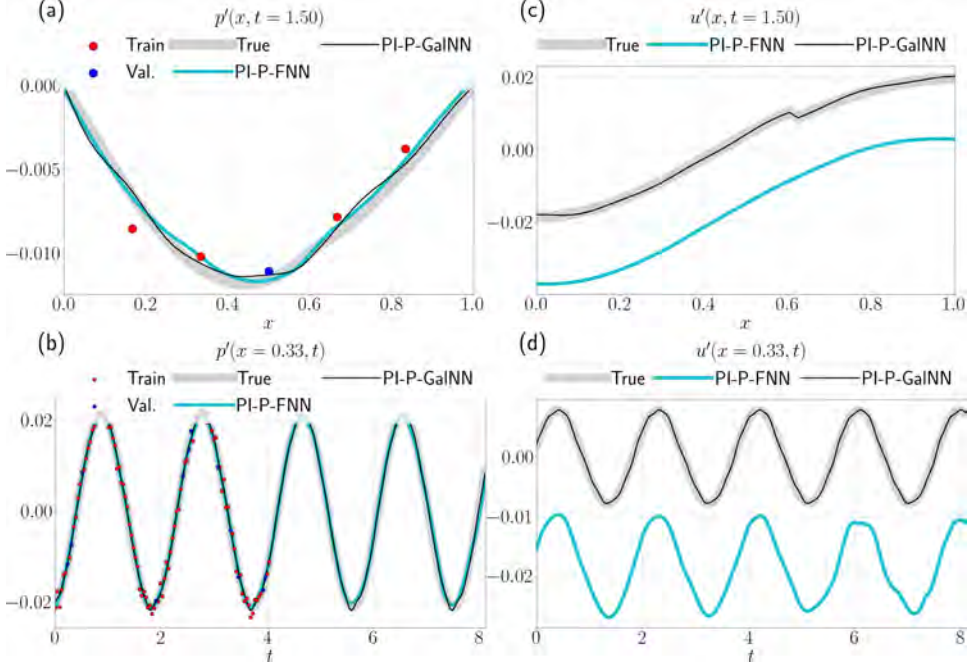 (a)
p′(x, t = 1.50)
Train True PI-P-GalNN
Val. PI-P-FNN
0.000
−0.005
−0.010
0.0 0.2 0.4 0.6 0.8 1.0
x
(c)
u′(x, t = 1.50)
True PI-P-FNN PI-P-GalNN
0.02
0.00
−0.02
0.0 0.2 0.4 0.6 0.8 1.0
x
(b)
p′(x = 0.33, t)
Train True PI-P-GalNN
Val. PI-P-FNN
0.02
0.00
−0.02
0 2 4 6 8
t
(d)
u′(x = 0.33, t)
True PI-P-FNN PI-P-GalNN
0.00
−0.01
−0.02
0 2 4 6 8
t